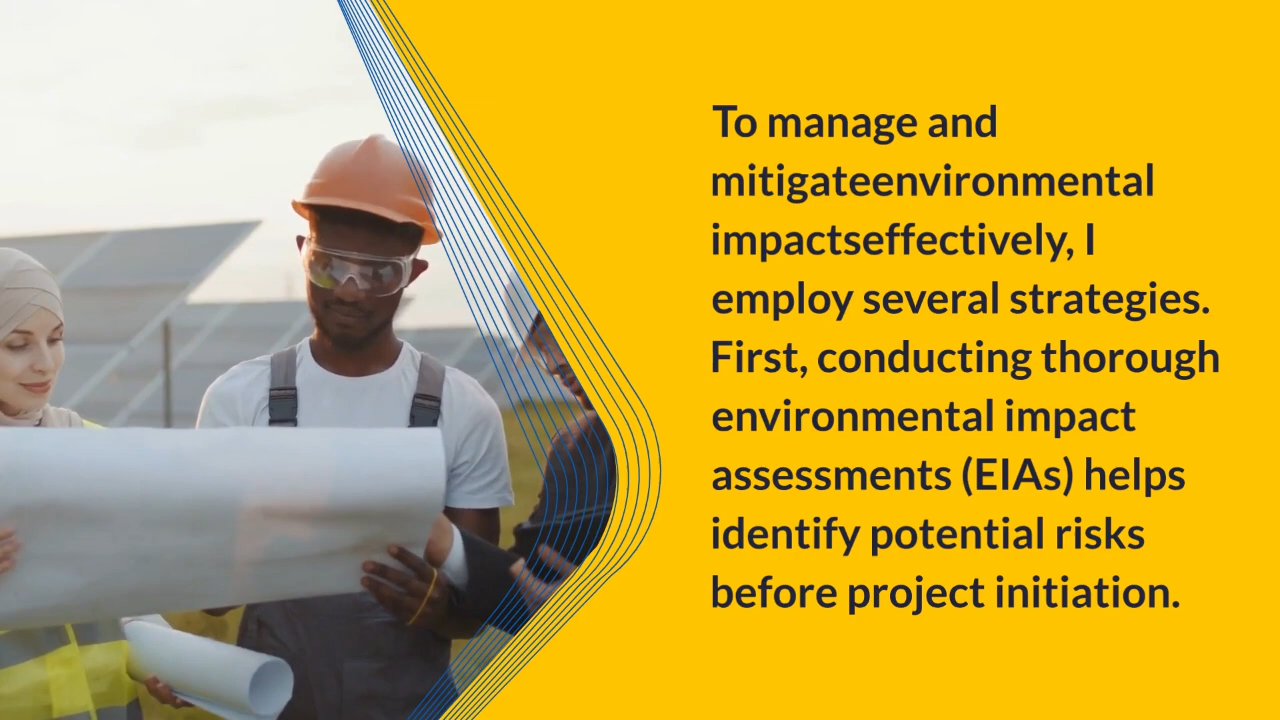 To manage and
mitigateenvironmental
impactseffectively, I
employ several strategies.
First, conducting thorough
environmental impact
assessments (EIAs) helps
identify potential risks
before project initiation.